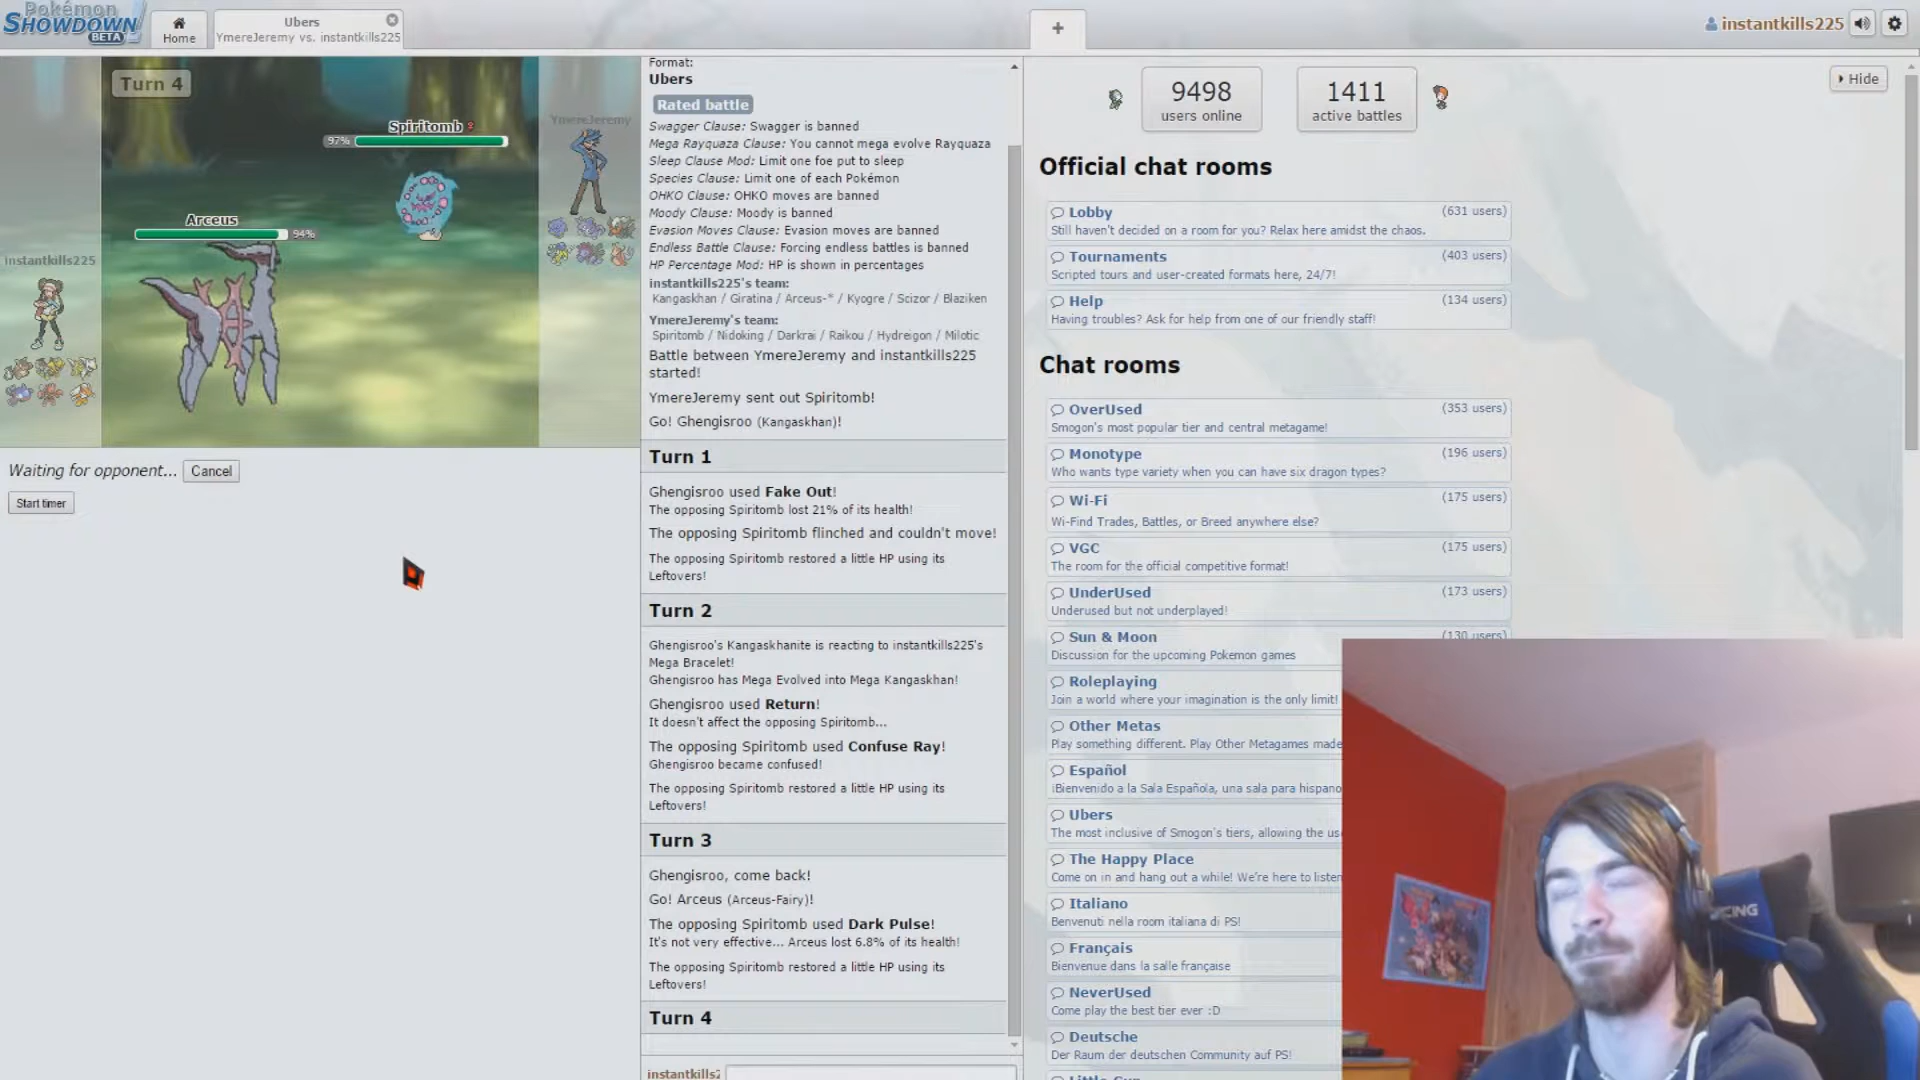 Pokémon
SHOWDOWN
BETA
Home
Ubers
YmereJeremy vs. instantkills225
+
instantkills225
Turn 4
Spiritomb
97%
Arceus
94%
instantkills225
YmereJeremy
Waiting for opponent... Cancel
Start timer
Format:
Ubers
Rated battle
Swagger Clause: Swagger is banned
Mega Rayquaza Clause: You cannot mega evolve Rayquaza
Sleep Clause Mod: Limit one foe put to sleep
Species Clause: Limit one of each Pokémon
OHKO Clause: OHKO moves are banned
Moody Clause: Moody is banned
Evasion Moves Clause: Evasion moves are banned
Endless Battle Clause: Forcing endless battles is banned
HP Percentage Mod: HP is shown in percentages
instantkills225's team:
Kangaskhan / Giratina / Arceus-* / Kyogre / Scizor / Blaziken
YmereJeremy's team:
Spiritomb / Nidoking / Darkrai / Raikou / Hydreigon / Milotic
Battle between YmereJeremy and instantkills225
started!
YmereJeremy sent out Spiritomb!
Go! Ghengisroo (Kangaskhan)!
Turn 1
Ghengisroo used Fake Out!
The opposing Spiritomb lost 21% of its health!
The opposing Spiritomb flinched and couldn't move!
The opposing Spiritomb restored a little HP using its
Leftovers!
Turn 2
Ghengisroo's Kangaskhanite is reacting to instantkills225's
Mega Bracelet!
Ghengisroo has Mega Evolved into Mega Kangaskhan!
Ghengisroo used Return!
It doesn't affect the opposing Spiritomb...
The opposing Spiritomb used Confuse Ray!
Ghengisroo became confused!
The opposing Spiritomb restored a little HP using its
Leftovers!
Turn 3
Ghengisroo, come back!
Go! Arceus (Arceus-Fairy)!
The opposing Spiritomb used Dark Pulse!
It's not very effective... Arceus lost 6.8% of its health!
The opposing Spiritomb restored a little HP using its
Leftovers!
Turn 4
instantkills2
Hide
9498
users online
1411
active battles
Official chat rooms
Lobby (631 users)
Still haven't decided on a room for you? Relax here amidst the chaos.
Tournaments (403 users)
Scripted tours and user-created formats here, 24/7!
Help (134 users)
Having troubles? Ask for help from one of our friendly staff!
Chat rooms
OverUsed (353 users)
Smogon's most popular tier and central metagame!
Monotype (196 users)
Who wants type variety when you can have six dragon types?
Wi-Fi (175 users)
Wi-Find Trades, Battles, or Breed anywhere else?
VGC (175 users)
The room for the official competitive format!
UnderUsed (173 users)
Underused but not underplayed!
Sun & Moon (130 users)
Discussion for the upcoming Pokemon games
Roleplaying
Join a world where your imagination is the only limit!
Other Metas
Play something different. Play Other Metagames made
Español
¡Bienvenido a la Sala Española, una sala para hispano
Ubers
The most inclusive of Smogon's tiers, allowing the us
The Happy Place
Come on in and hang out a while! We're here to listen
Italiano
Benvenuti nella room italiana di PS!
Français
Bienvenue dans la salle française
NeverUsed
Come play the best tier ever :D
Deutsche
Der Raum der deutschen Community auf PS!